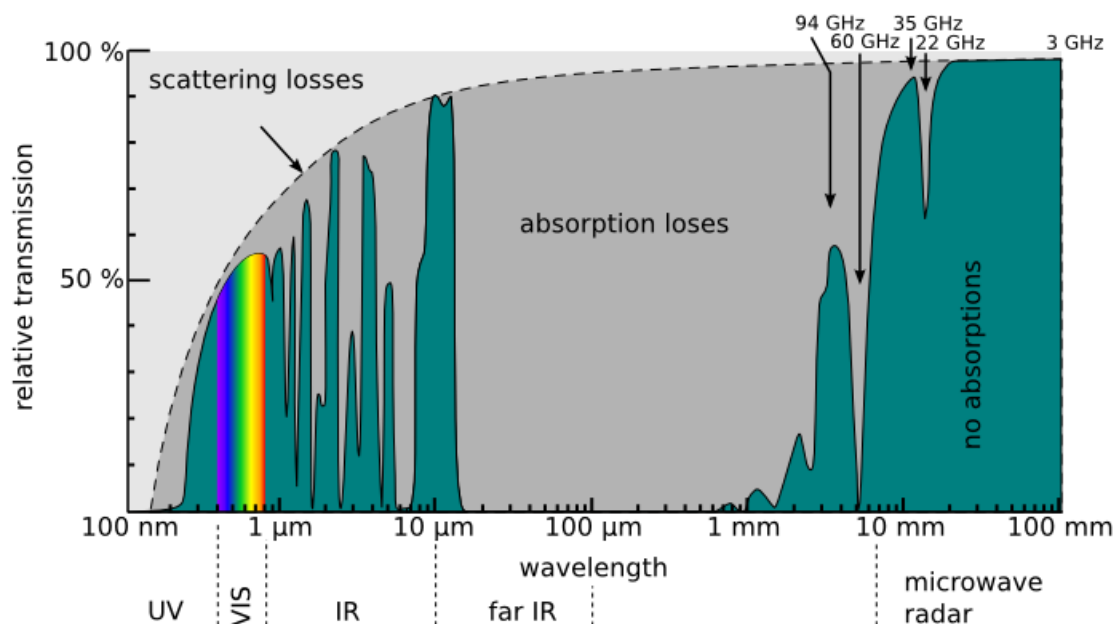 94 GHz
35 GHz
60 GHz
22 GHz
3 GHz
100 %
scattering losses
absorption loses
50 %
relative transmission
no absorptions
100 nm
1 µm
10 µm
100 µm
1 mm
10 mm
100 mm
wavelength
UV
VIS
IR
far IR
microwave
radar